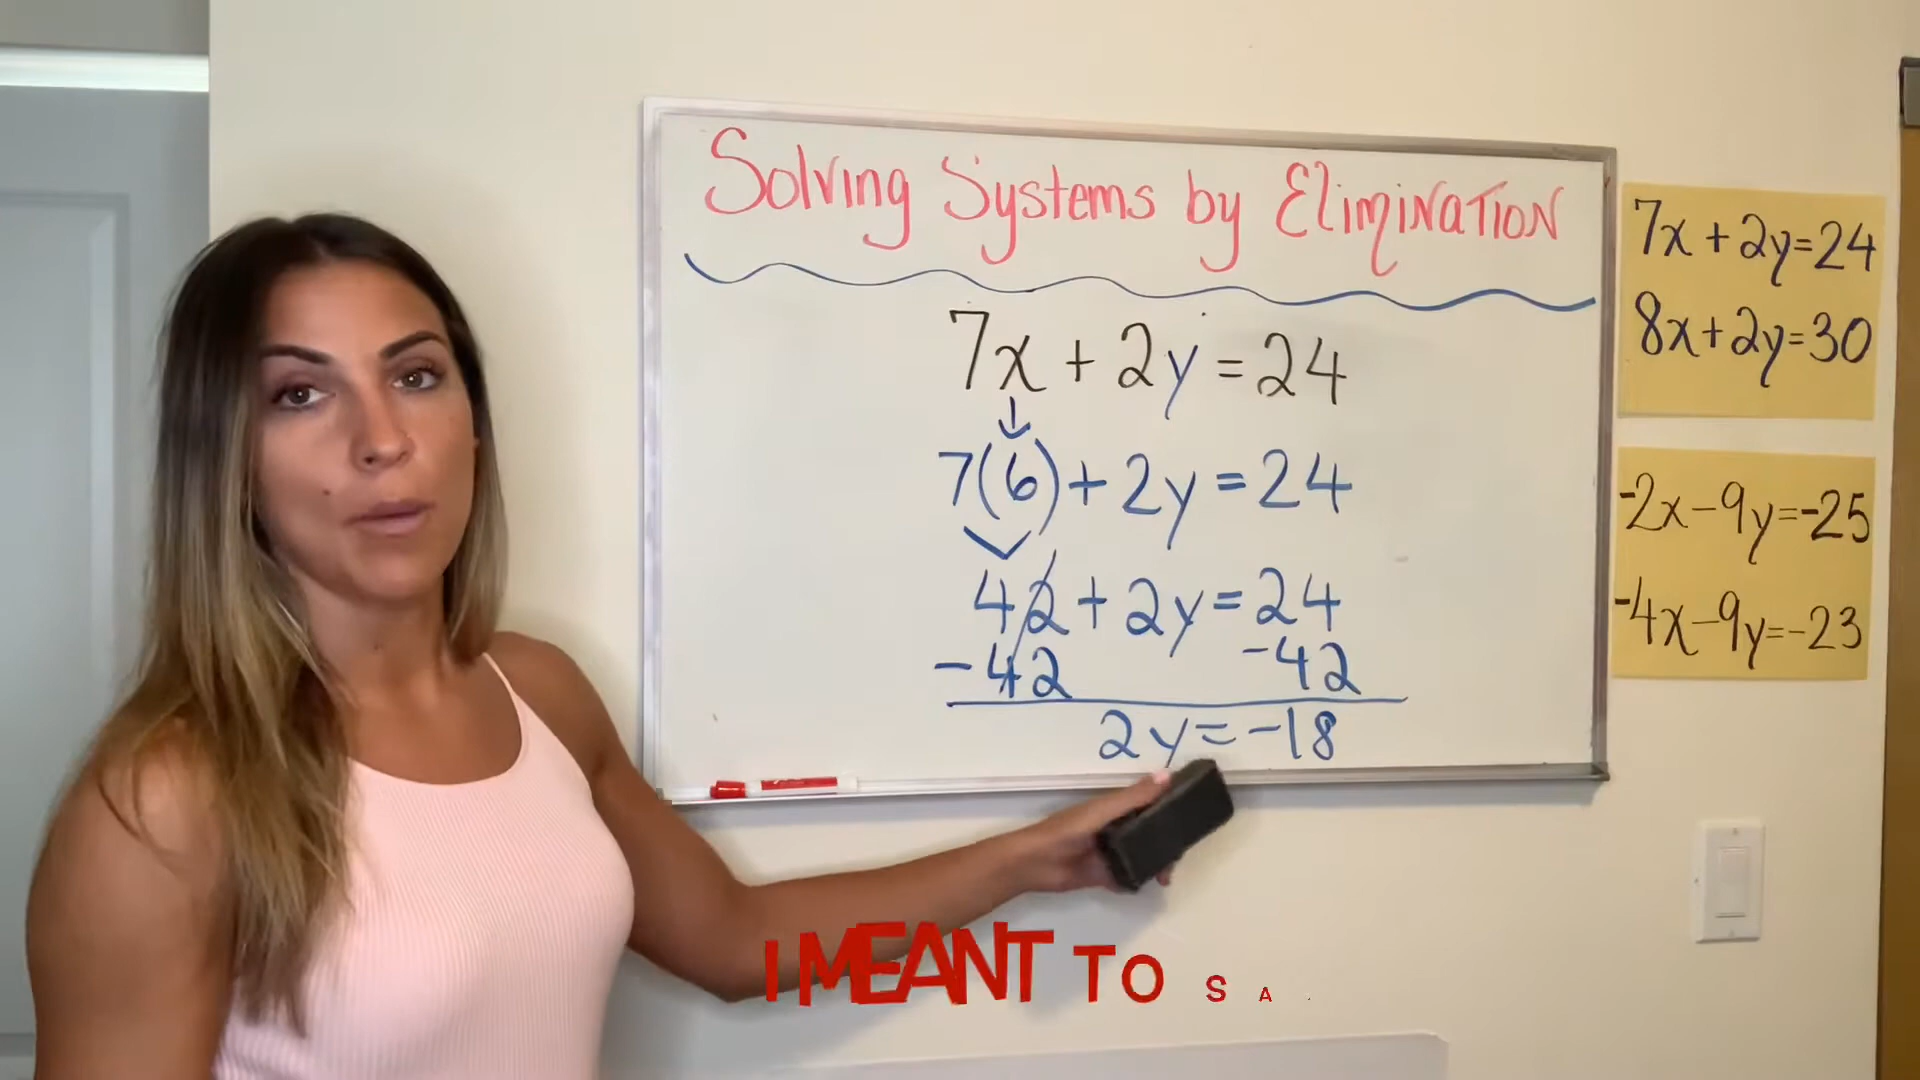 Solving Systems by Elimination
7x + 2y = 24
7(6) + 2y = 24
42 + 2y = 24
- 42 -42
2y = -18
7x + 2y = 24
8x + 2y = 30
-2x - 9y = -25
-4x - 9y = -23
I MEANT TO SA